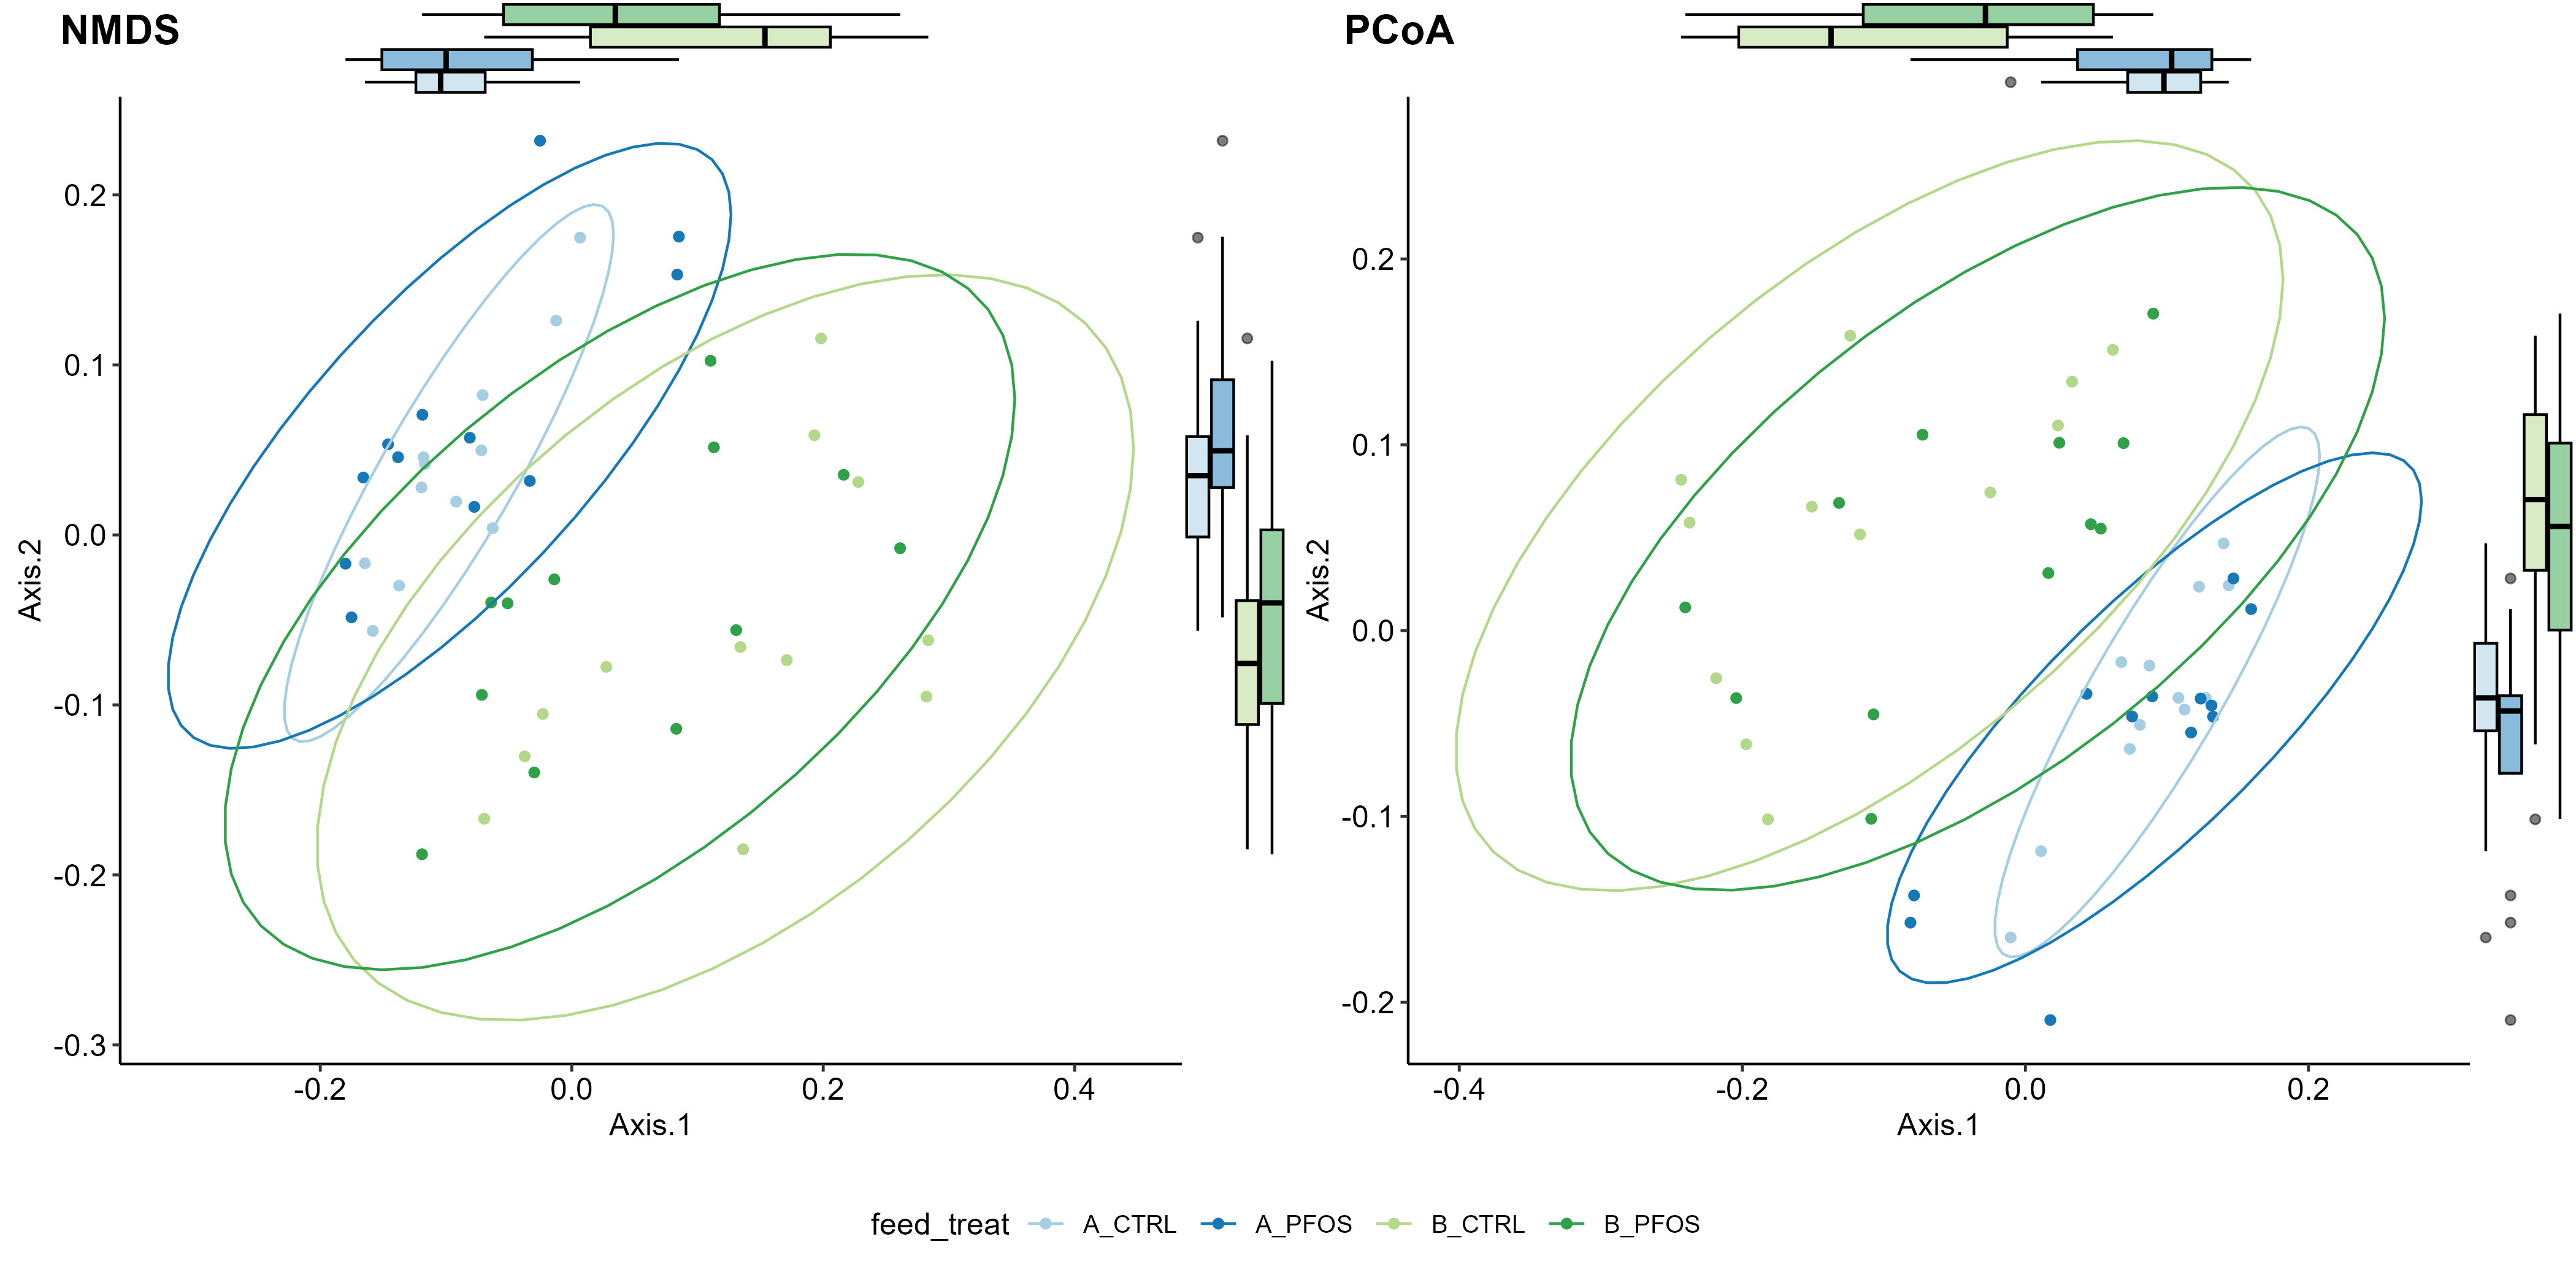 NMDS
PCoA
0.2
0.1
0.0
-0.1
-0.2
-0.3
Axis.2
-0.2 0.0 0.2 0.4
Axis.1
0.2
0.1
0.0
-0.1
-0.2
Axis.2
-0.4 -0.2 0.0 0.2
Axis.1
feed_treat A_CTRL A_PFOS B_CTRL B_PFOS